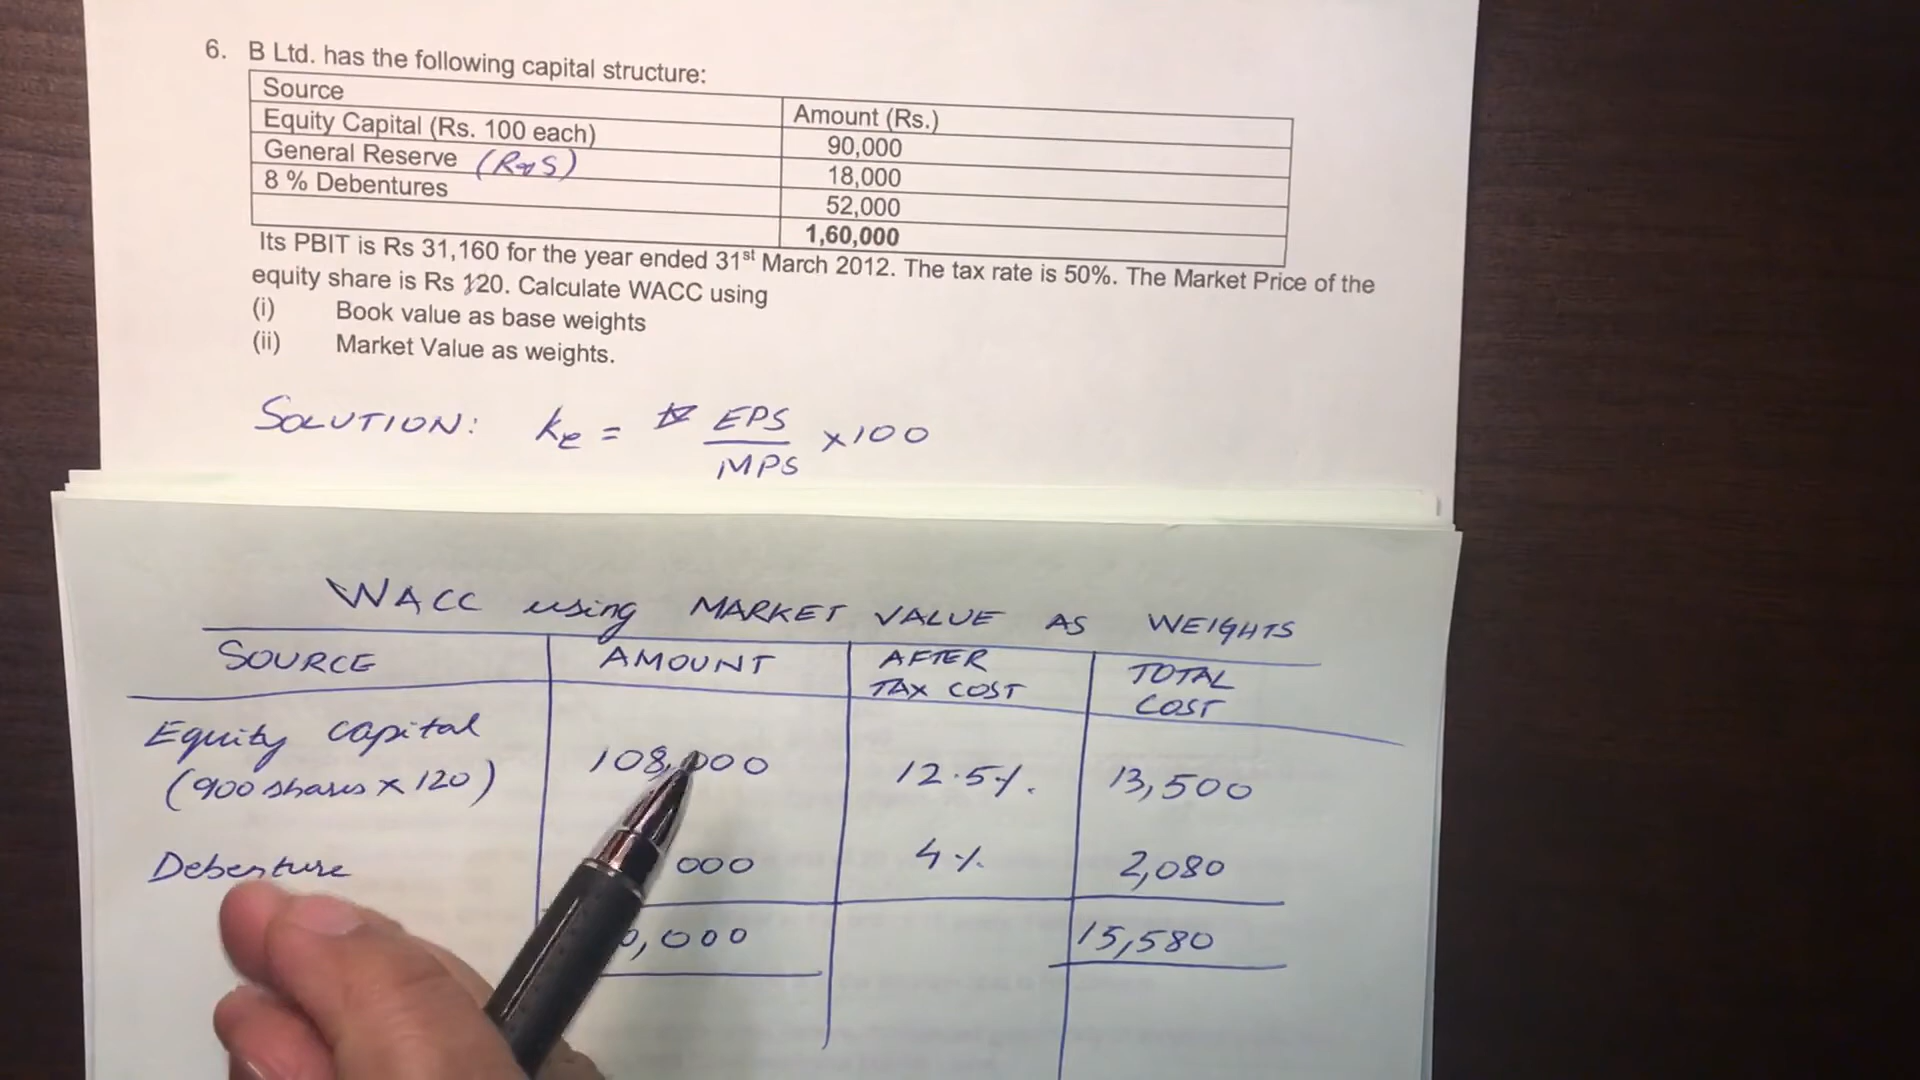 6. B Ltd. has the following capital structure:
Source
Amount (Rs.)
Equity Capital (Rs. 100 each)
90,000
General Reserve (R&S)
18,000
8 % Debentures
52,000
1,60,000
Its PBIT is Rs 31,160 for the year ended 31st March 2012. The tax rate is 50%. The Market Price of the
equity share is Rs 120. Calculate WACC using
(i) Book value as base weights
(ii) Market Value as weights.
SOLUTION: ke = EPS
MPS
×100
WACC using MARKET VALUE AS WEIGHTS
SOURCE AMOUNT AFTER TAX COST TOTAL COST
Equity capital
(900 shares × 120) 108,000 12.5% 13,500
Debenture 000 4% 2,080
,000 15,580